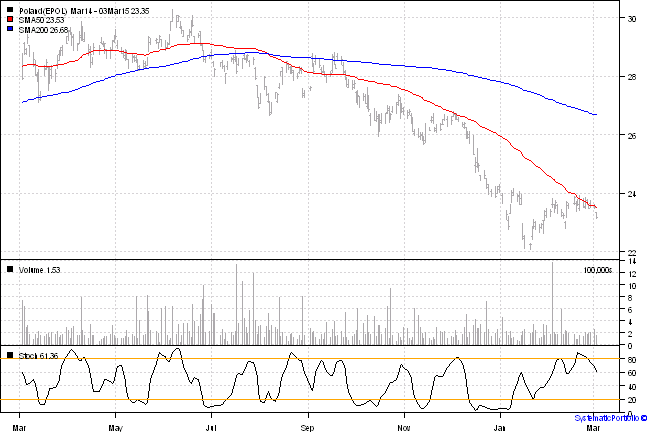 Poland (EPOL) Mar14 - 03Mar15 23.35
SMA50 23.53
SMA200 26.68
30
28
26
24
22
Volume 1.53
100,000s
14
12
10
8
6
4
2
0
Stoch 61.36
80
60
40
20
0
Mar May Jul Sep Nov Jan Mar
SystematicPortfolio ©